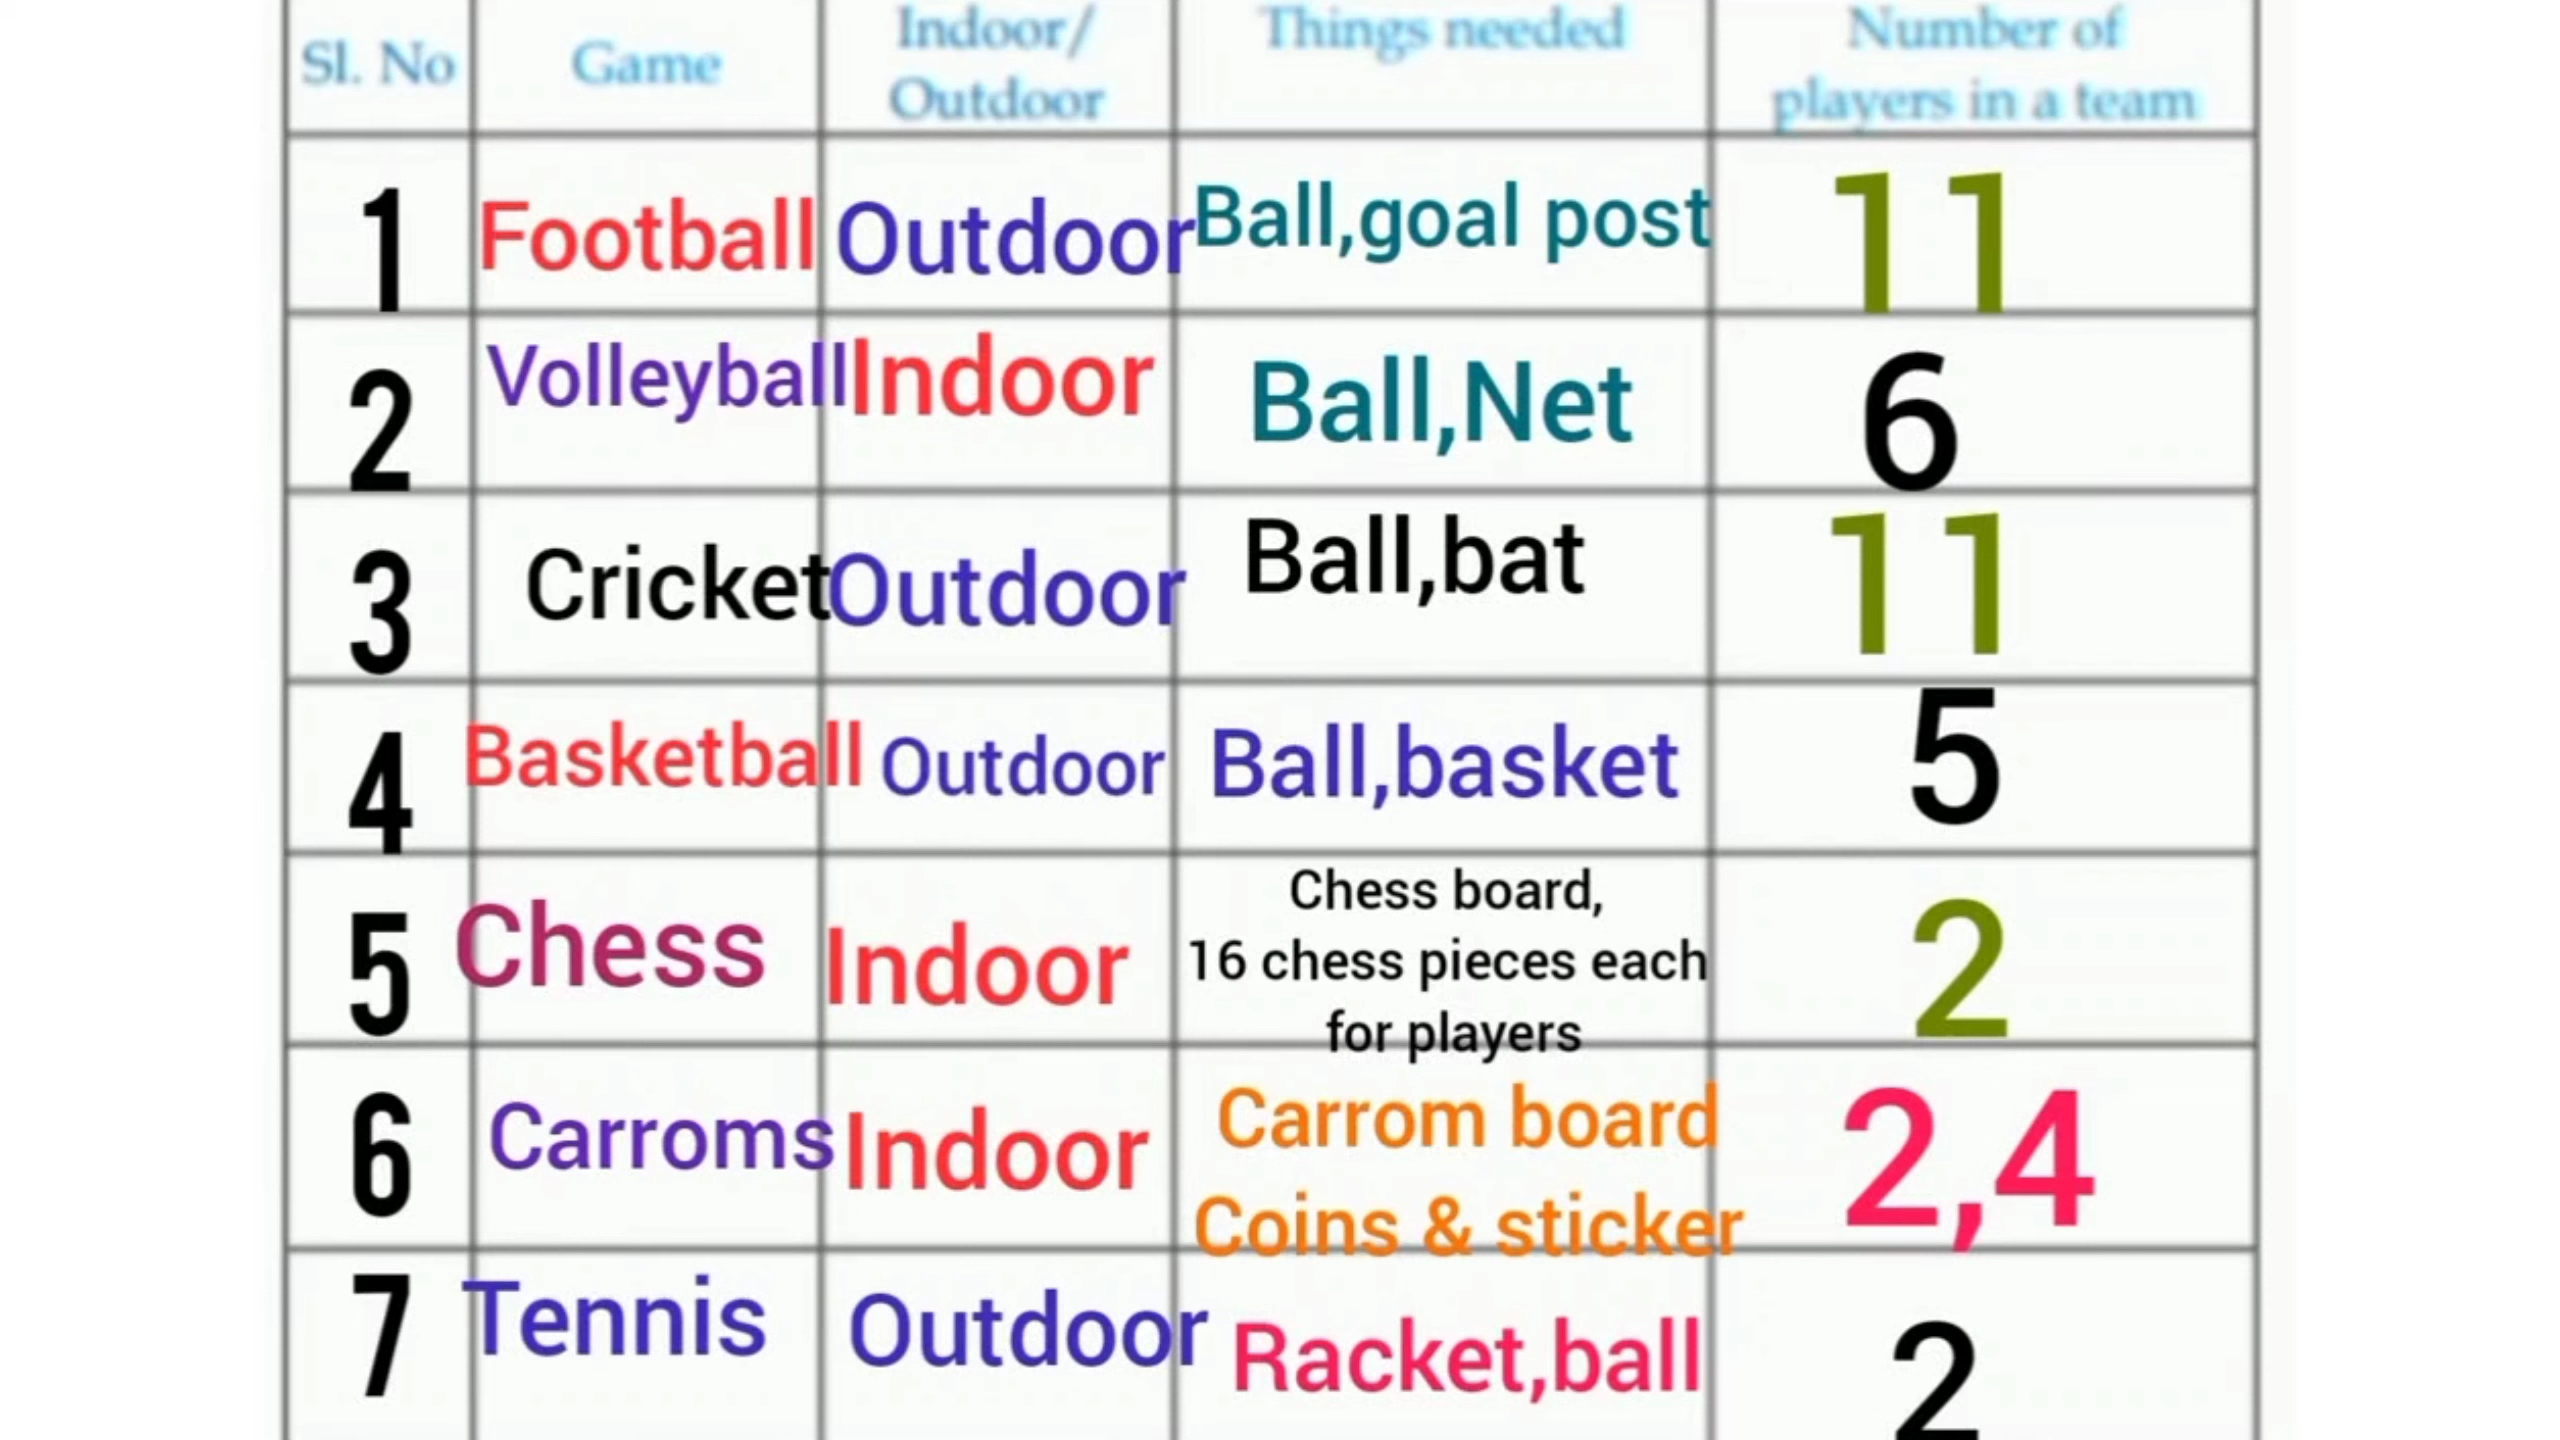 Sl. No Game Indoor/ Outdoor Things needed Number of players in a team
1 Football Outdoor Ball,goal post 11
2 Volleyball Indoor Ball,Net 6
3 Cricket Outdoor Ball,bat 11
4 Basketball Outdoor Ball,basket 5
5 Chess Indoor Chess board,
16 chess pieces each
for players 2
6 Carroms Indoor Carrom board
Coins & sticker 2,4
7 Tennis Outdoor Racket,ball 2